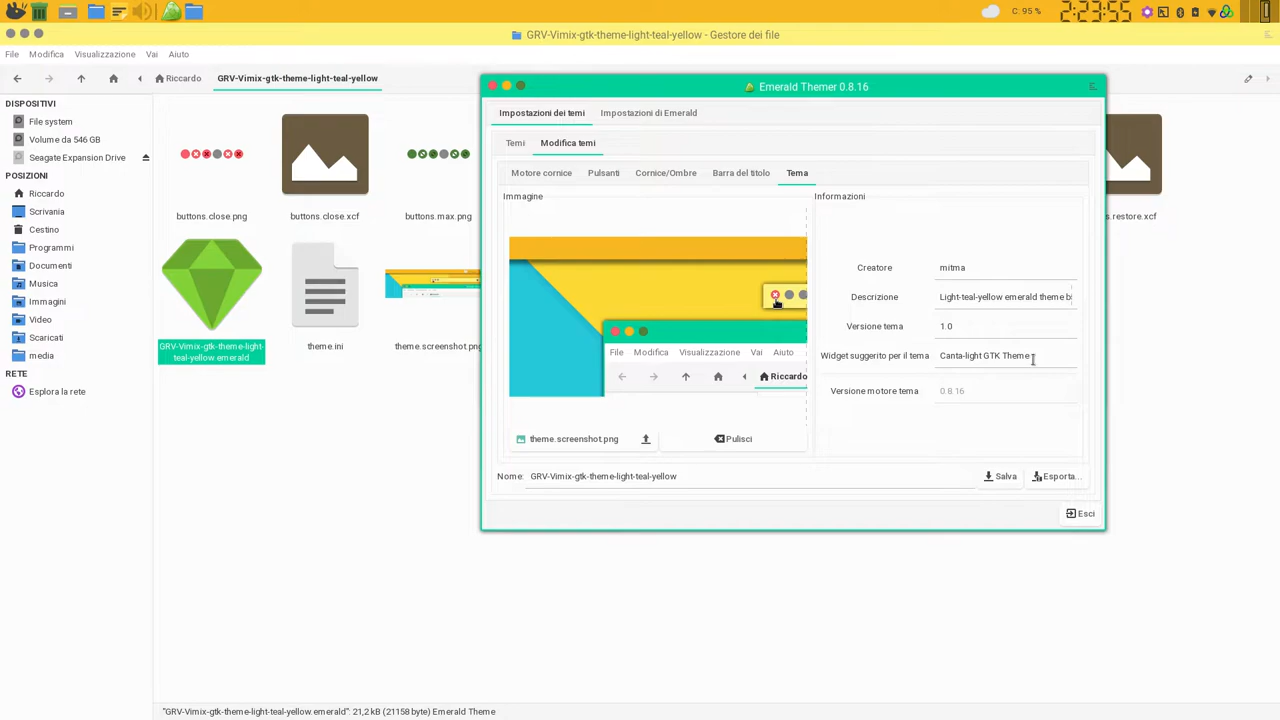 C: 95 %
2:23:55
GRV-Vimix-gtk-theme-light-teal-yellow - Gestore dei file
File Modifica Visualizzazione Vai Aiuto
Riccardo GRV-Vimix-gtk-theme-light-teal-yellow
DISPOSITIVI
File system
Volume da 546 GB
Seagate Expansion Drive
POSIZIONI
Riccardo
Scrivania
Cestino
Programmi
Documenti
Musica
Immagini
Video
Scaricati
media
RETE
Esplora la rete
buttons.close.png
buttons.close.xcf
buttons.max.png
s.restore.xcf
GRV-Vimix-gtk-theme-light-
teal-yellow.emerald
theme.ini
theme.screenshot.png
Emerald Themer 0.8.16
Impostazioni dei temi Impostazioni di Emerald
Temi Modifica temi
Motore cornice Pulsanti Cornice/Ombre Barra del titolo Tema
Immagine
File Modifica Visualizzazione Vai Aiuto
Riccardo
theme.screenshot.png
Pulisci
Informazioni
Creatore mitma
Descrizione Light-teal-yellow emerald theme b
Versione tema 1.0
Widget suggerito per il tema Canta-light GTK Theme
Versione motore tema 0.8.16
Nome: GRV-Vimix-gtk-theme-light-teal-yellow
Salva Esporta...
Esci
"GRV-Vimix-gtk-theme-light-teal-yellow.emerald": 21,2 kB (21158 byte) Emerald Theme